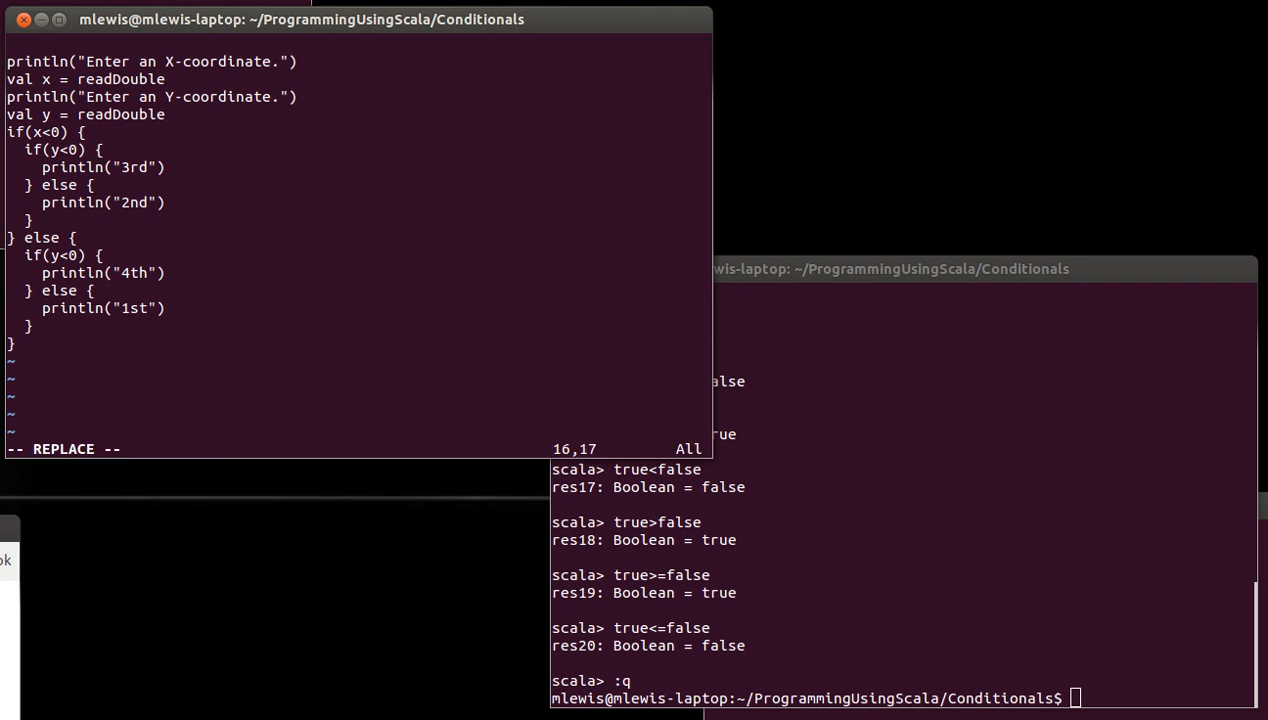 mlewis@mlewis-laptop: ~/ProgrammingUsingScala/Conditionals
println("Enter an X-coordinate.")
val x = readDouble
println("Enter an Y-coordinate.")
val y = readDouble
if(x<0) {
  if(y<0) {
    println("3rd")
  } else {
    println("2nd")
  }
} else {
  if(y<0) {
    println("4th")
  } else {
    println("1st")
  }
}
~
~
~
~
~
-- REPLACE -- 16,17 All
wis-laptop: ~/ProgrammingUsingScala/Conditionals
alse
rue
scala> true<false
res17: Boolean = false
scala> true>false
res18: Boolean = true
scala> true>=false
res19: Boolean = true
scala> true<=false
res20: Boolean = false
scala> :q
mlewis@mlewis-laptop:~/ProgrammingUsingScala/Conditionals$
ok